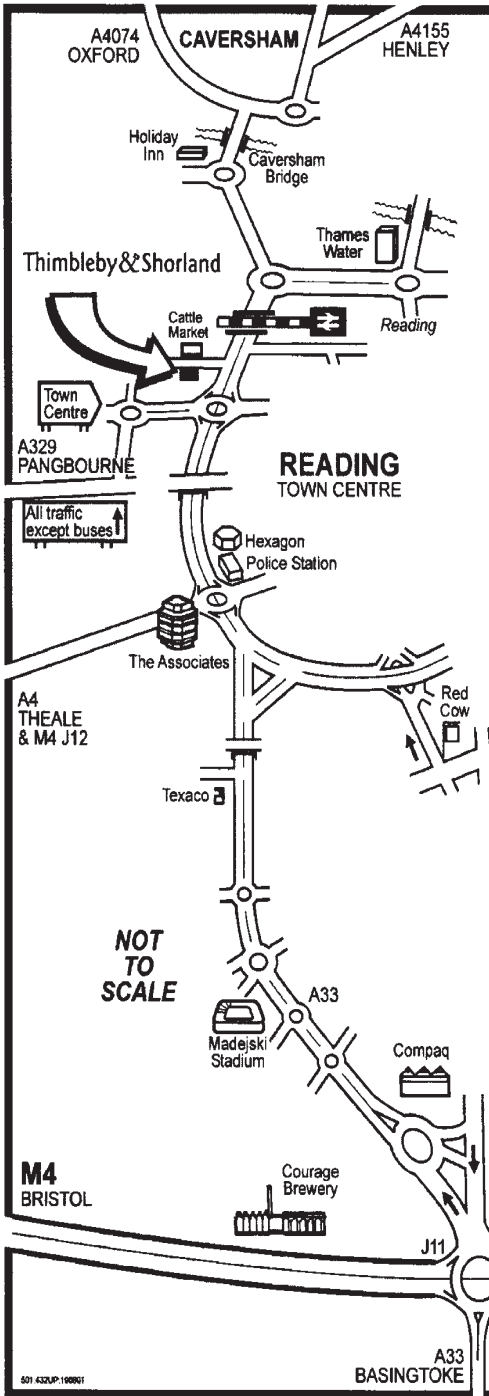 A4074
OXFORD
CAVERSHAM
A4155
HENLEY
Holiday
Inn
Caversham
Bridge
Thames
Water
Thimbleby & Shorland
Cattle
Market
Reading
Town
Centre
A329
PANGBOURNE
READING
TOWN CENTRE
All traffic
except buses
Hexagon
Police Station
The Associates
A4
THEALE
& M4 J12
Red
Cow
Texaco
NOT
TO
SCALE
A33
Madejski
Stadium
Compaq
M4
BRISTOL
Courage
Brewery
J11
A33
BASINGTOKE